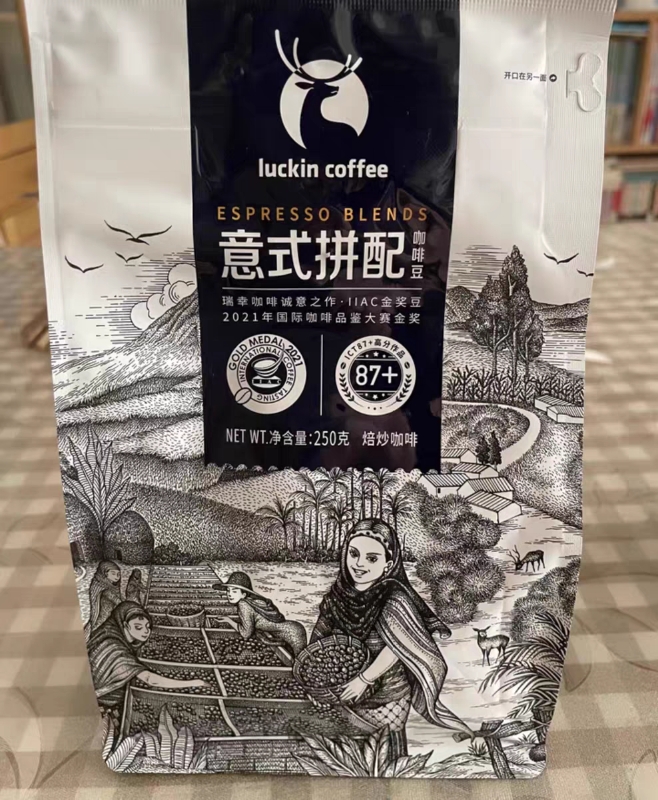 开口在另一面
luckin coffee
ESPRESSO BLENDS
意式拼配 咖啡豆
瑞幸咖啡诚意之作·IIAC金奖豆
2021年国际咖啡品鉴大赛金奖
GOLD MEDAL 2021
INTERNATIONAL COFFEE TASTING
ICT87+高分作品
87+
NET WT.净含量:250克 焙炒咖啡